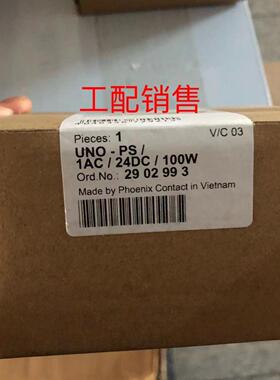 工配销售
Pieces: 1
V/C 03
UNO - PS /
1AC / 24DC / 100W
Ord.No.: 29 02 99 3
Made by Phoenix Contact in Vietnam